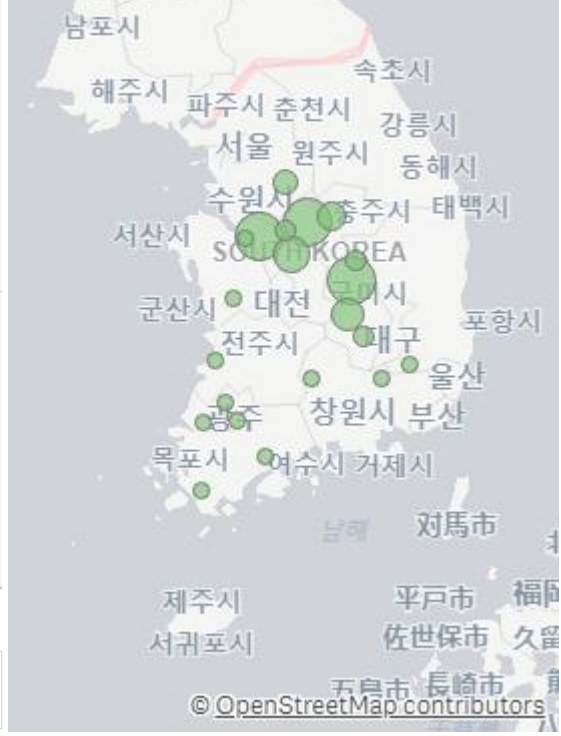 남포시
속초시
해주시
파주시 춘천시
강릉시
서울 원주시
동해시
수원시
충주시 태백시
서산시
SOUTH KOREA
군산시 대전 구미시
포항시
전주시 대구
울산
광주 창원시 부산
목포시 여수시 거제시
対馬市
남해
제주시 平戸市
서귀포시 佐世保市
五島市 長崎市
© OpenStreetMap contributors